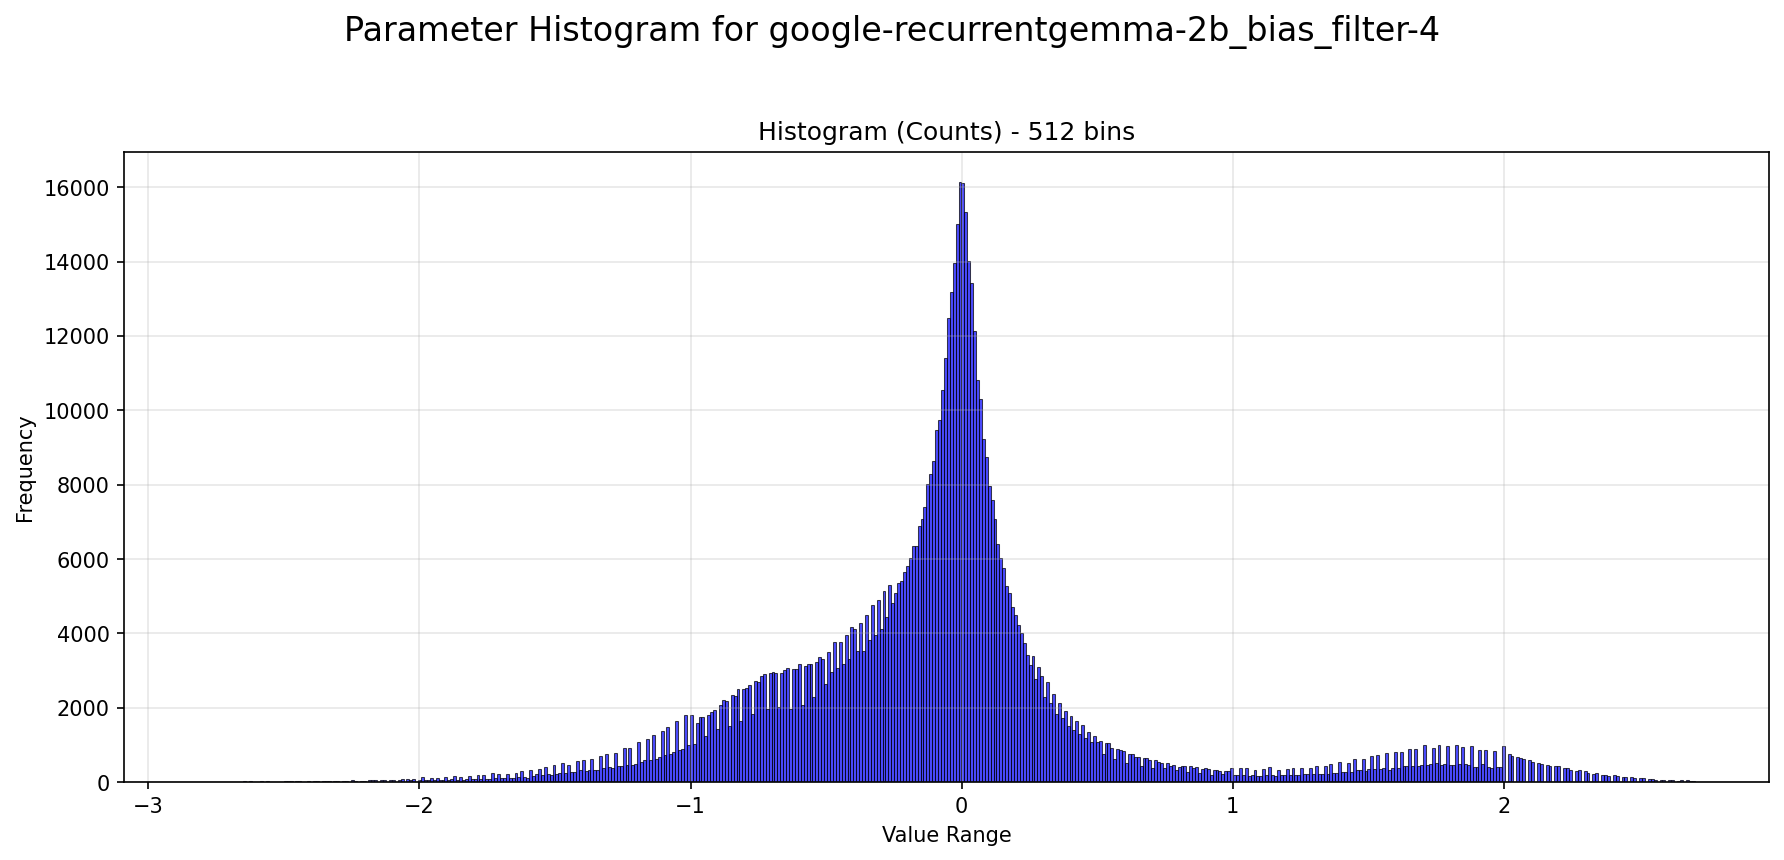 Parameter Histogram for google-recurrentgemma-2b_bias_filter-4
Histogram (Counts) - 512 bins
16000
14000
12000
10000
8000
6000
4000
2000
0
Frequency
−3 −2 −1 0 1 2
Value Range